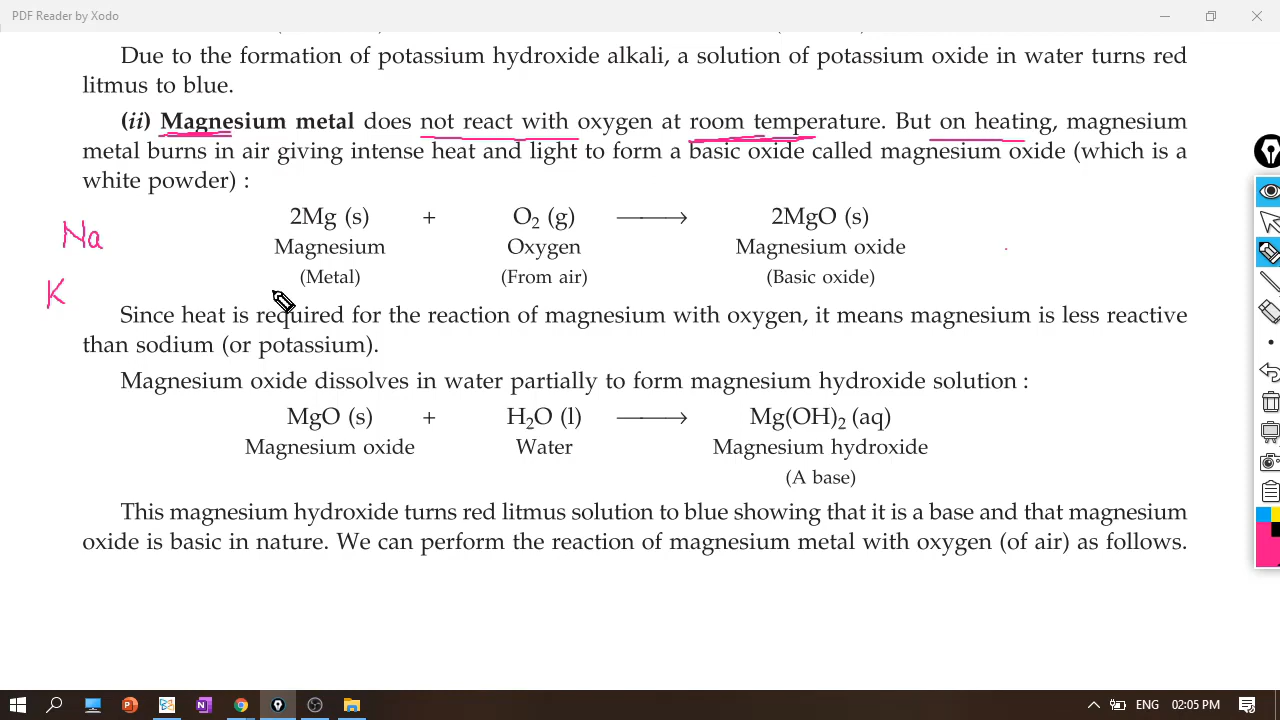 PDF Reader by Xodo
Due to the formation of potassium hydroxide alkali, a solution of potassium oxide in water turns red
litmus to blue.
(ii) Magnesium metal does not react with oxygen at room temperature. But on heating, magnesium
metal burns in air giving intense heat and light to form a basic oxide called magnesium oxide (which is a
white powder) :
2Mg (s) + O₂ (g) ⟶ 2MgO (s)
Magnesium Oxygen Magnesium oxide
(Metal) (From air) (Basic oxide)
Na
K
Since heat is required for the reaction of magnesium with oxygen, it means magnesium is less reactive
than sodium (or potassium).
Magnesium oxide dissolves in water partially to form magnesium hydroxide solution :
MgO (s) + H₂O (l) ⟶ Mg(OH)₂ (aq)
Magnesium oxide Water Magnesium hydroxide
(A base)
This magnesium hydroxide turns red litmus solution to blue showing that it is a base and that magnesium
oxide is basic in nature. We can perform the reaction of magnesium metal with oxygen (of air) as follows.
ENG 02:05 PM